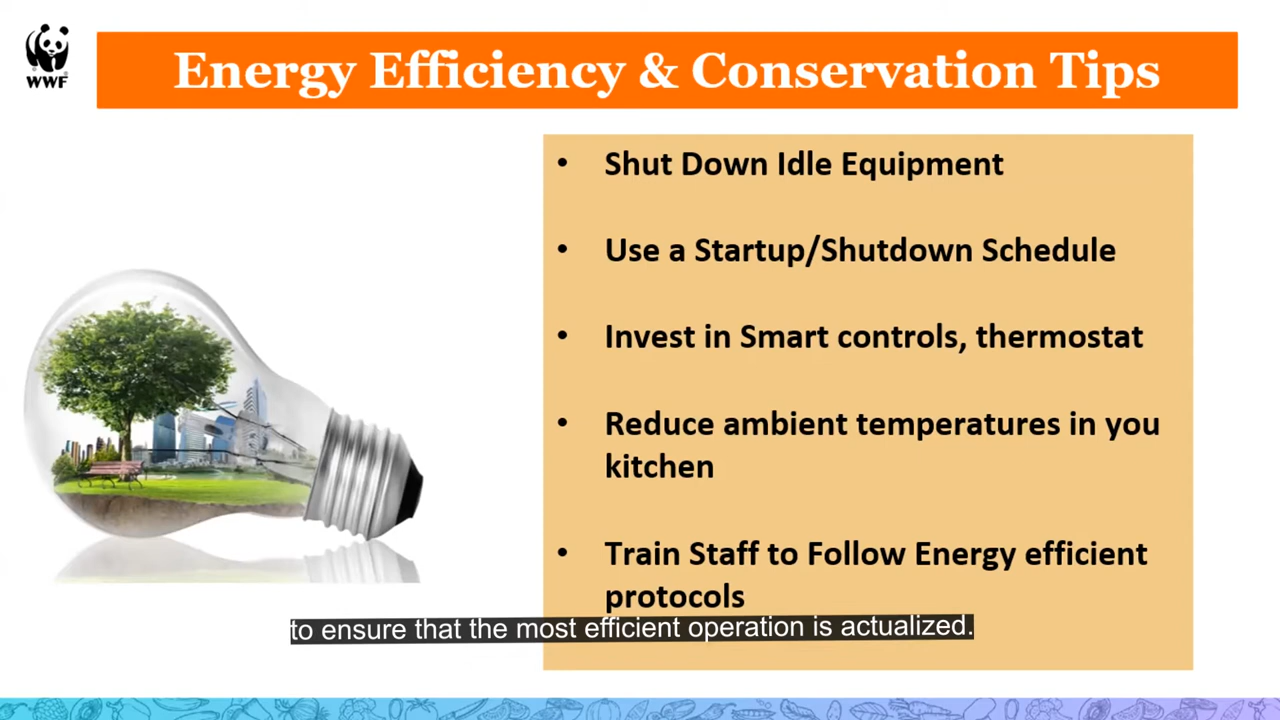 WWF
Energy Efficiency & Conservation Tips
• Shut Down Idle Equipment
• Use a Startup/Shutdown Schedule
• Invest in Smart controls, thermostat
• Reduce ambient temperatures in you
kitchen
• Train Staff to Follow Energy efficient
protocols
to ensure that the most efficient operation is actualized.